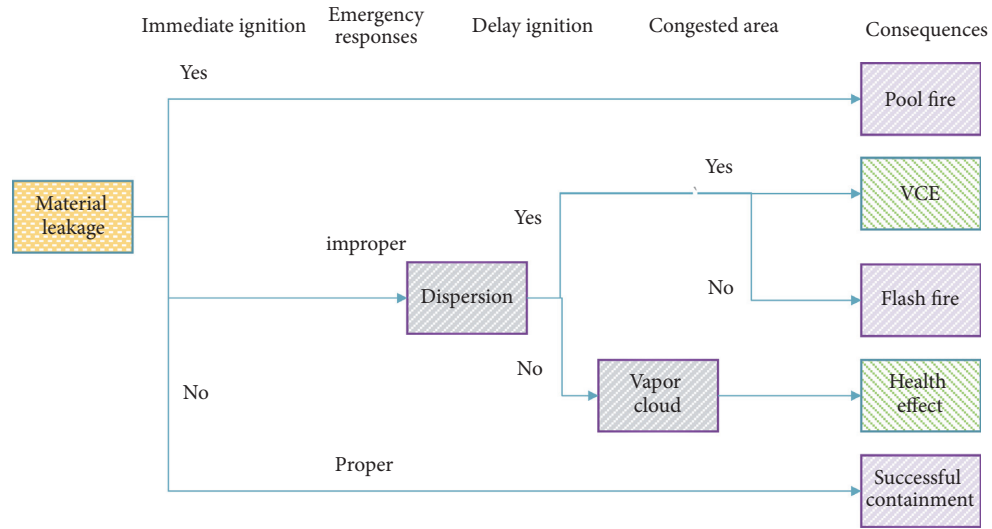 Immediate ignition
Emergency
responses
Delay ignition
Congested area
Consequences
Yes
Pool fire
Material
leakage
Yes
VCE
Yes
improper
Dispersion
No
Flash fire
No
Vapor
cloud
Health
effect
No
Proper
Successful
containment